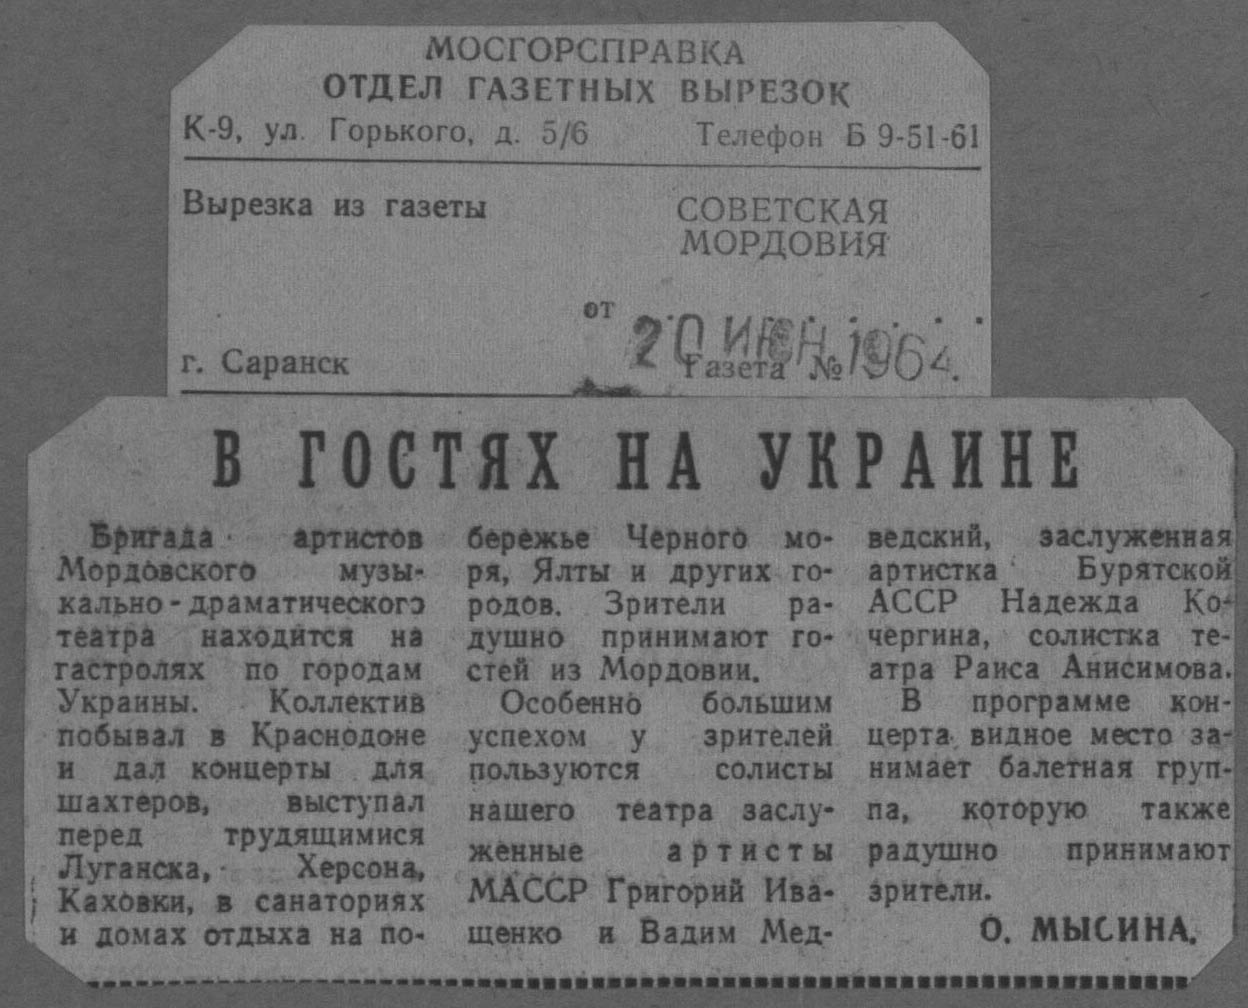 МОСГОРСПРАВКА
ОТДЕЛ ГАЗЕТНЫХ ВЫРЕЗОК
К-9, ул. Горького, д. 5/6 Телефон Б 9-51-61
Вырезка из газеты
СОВЕТСКАЯ
МОРДОВИЯ
от 20 ИЮН 1964
г. Саранск
Газета №
В ГОСТЯХ НА УКРАИНЕ
Бригада артистов
Мордовского музы-
кально-драматического
театра находится на
гастролях по городам
Украины. Коллектив
побывал в Краснодоне
и дал концерты для
шахтеров, выступал
перед трудящимися
Луганска, Херсона,
Каховки, в санаториях
и домах отдыха на по-
бережье Черного мо-
ря, Ялты и других го-
родов. Зрители ра-
душно принимают го-
стей из Мордовии.
Особенно большим
успехом у зрителей
пользуются солисты
нашего театра заслу-
женные артисты
МАССР Григорий Ива-
щенко и Вадим Мед-
ведский, заслуженная
артистка Бурятской
АССР Надежда Ко-
чергина, солистка те-
атра Раиса Анисимова.
В программе кон-
церта видное место за-
нимает балетная груп-
па, которую также
радушно принимают
зрители.
О. МЫСИНА.